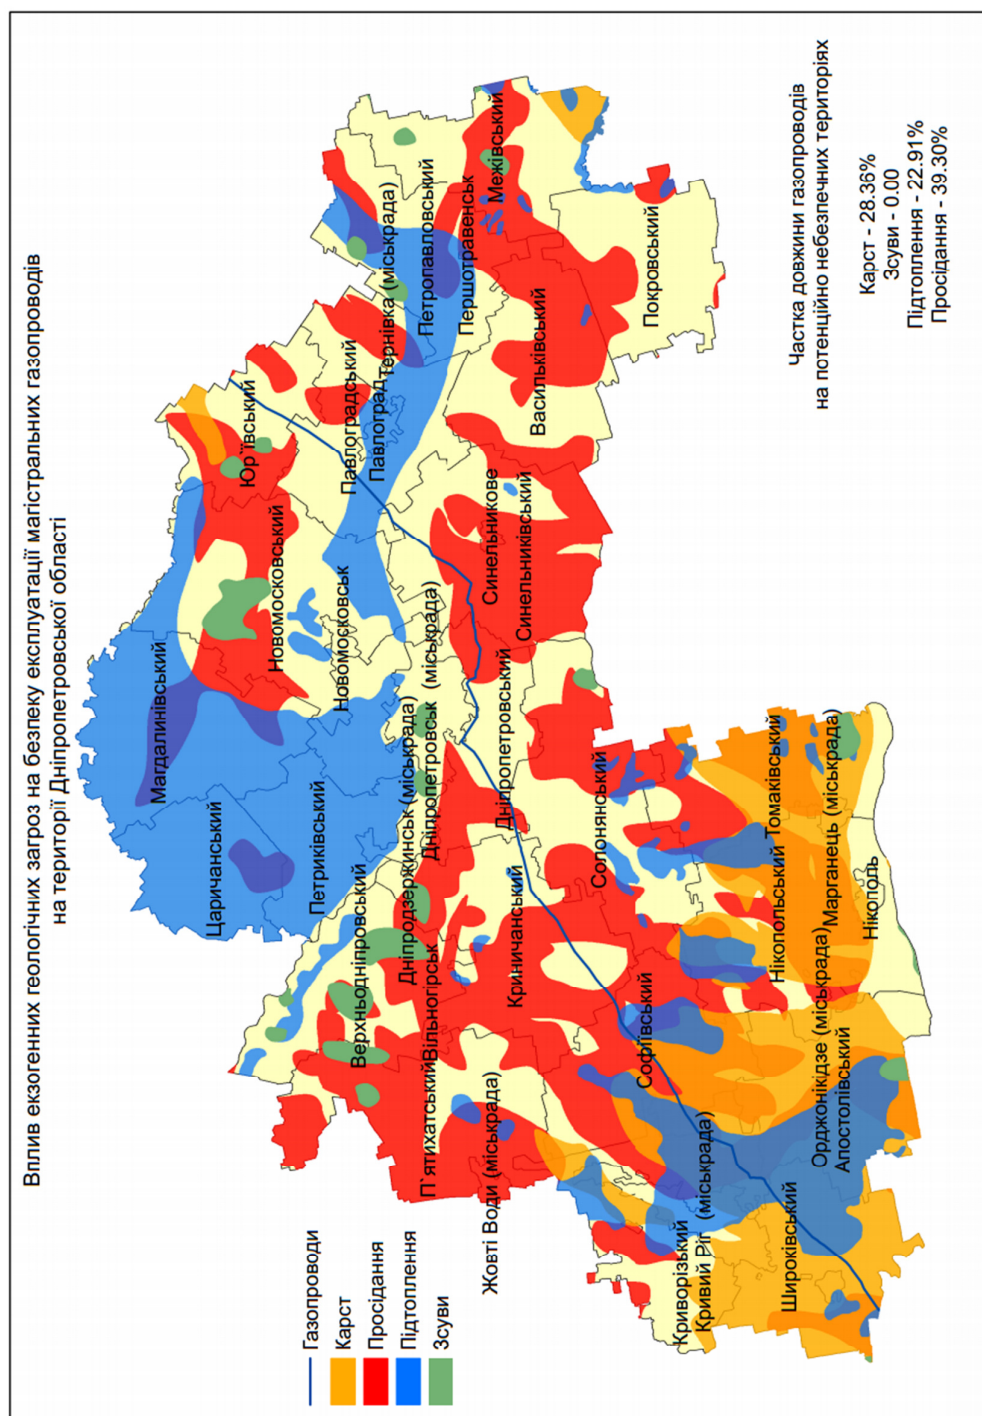 Вплив екзогенних геологічних загроз на безпеку експлуатації магістральних газопроводів
на території Дніпропетровської області
Газопроводи
Карст
Просідання
Підтоплення
Зсуви
Царичанський
Магдалинівський
Петриківський
Новомосковський
Новомосковськ
Юр`ївський
Павлоградський
Павлоград
Тернівка (міськрада)
Петропавловський
Першотравенськ
Межівський
Верхньодніпровський
Дніпродзержинськ (міськрада)
Дніпропетровськ (міськрада)
П`ятихатський
Вільногірськ
Жовті Води (міськрада)
Криничанський
Дніпропетровський
Синельникове
Синельниківський
Васильківський
Покровський
Солонянський
Софіївський
Криворізький
Кривий Ріг (міськрада)
Широківський
Нікопольський
Томаківський
Орджонікідзе (міськрада)
Апостолівський
Марганець (міськрада)
Нікополь
Частка довжини газопроводів
на потенційно небезпечних територіях
Карст - 28.36%
Зсуви - 0.00
Підтоплення - 22.91%
Просідання - 39.30%